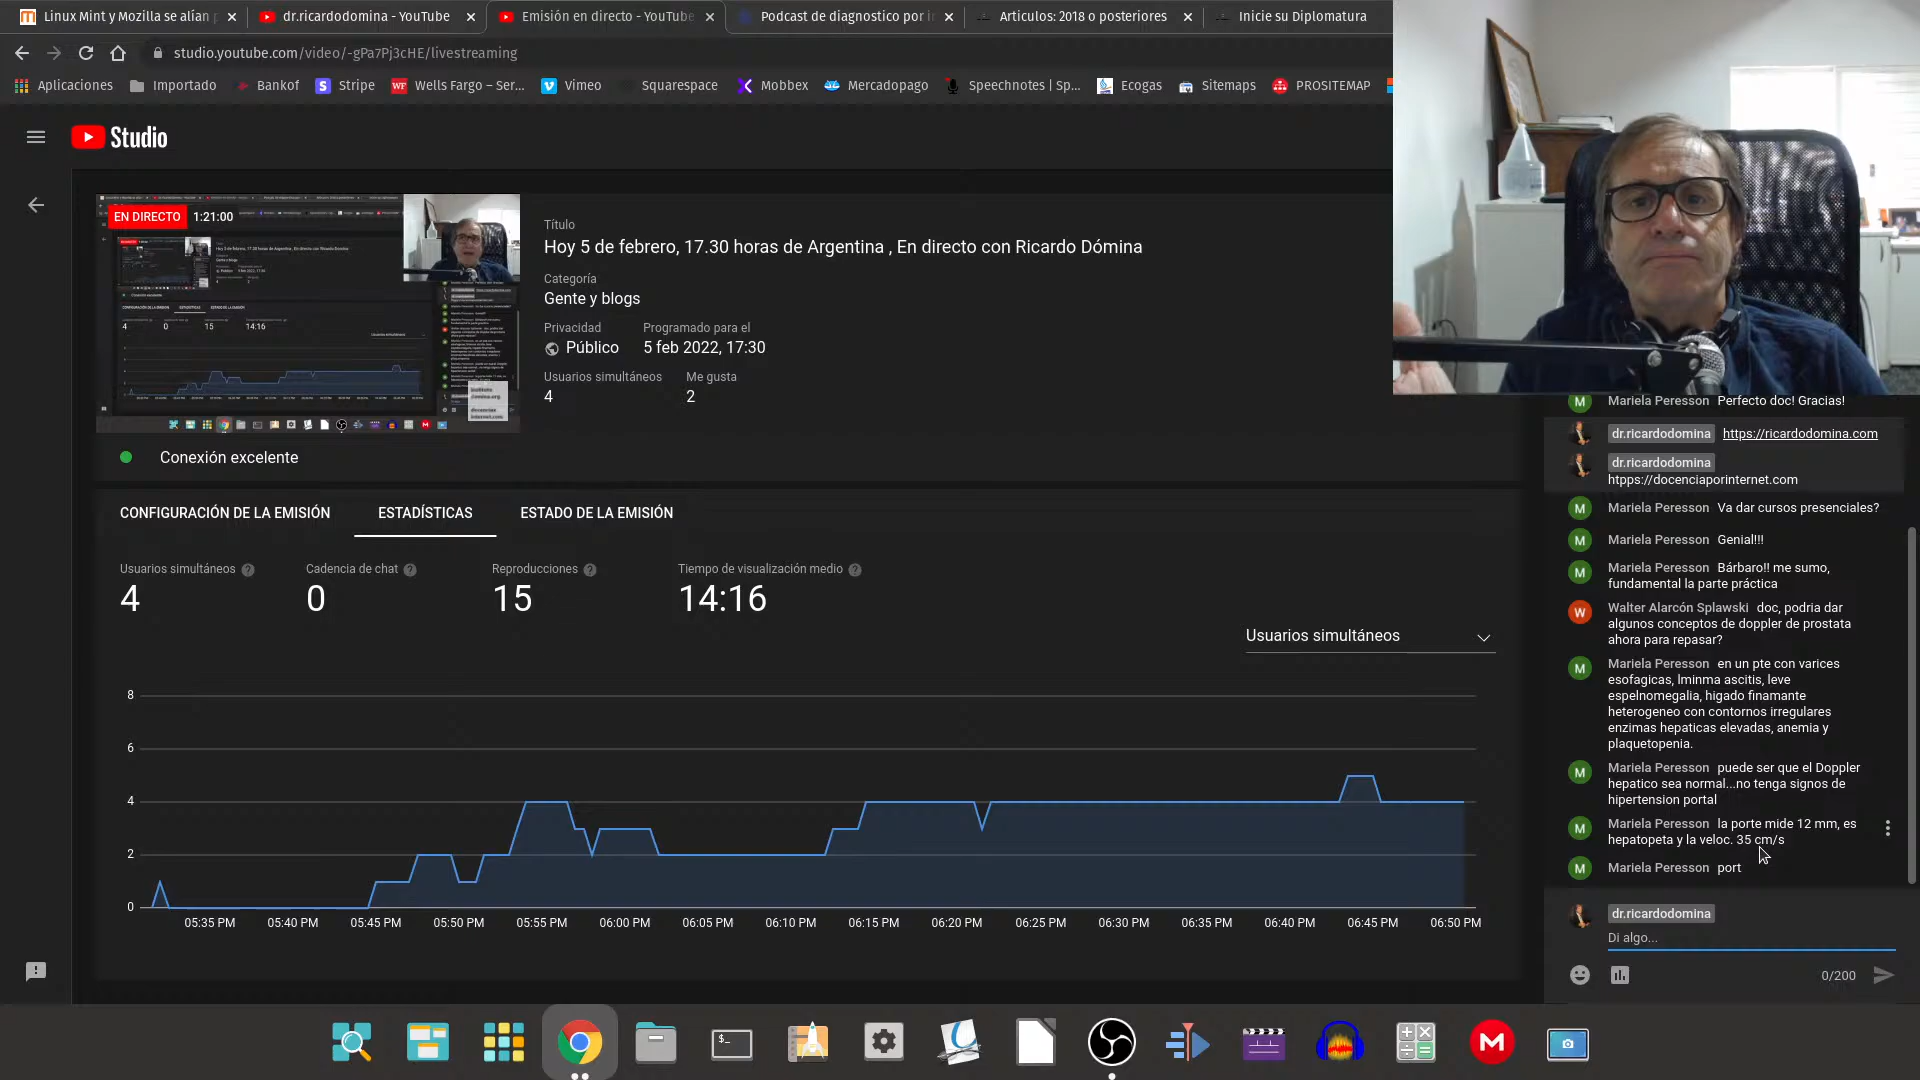 Linux Mint y Mozilla se alían
dr.ricardodomina - YouTube
Emisión en directo - YouTube
Podcast de diagnostico por i
Articulos: 2018 o posteriores
Inicie su Diplomatura
studio.youtube.com/video/-gPa7Pj3cHE/livestreaming
Aplicaciones
Importado
Bankof
Stripe
WF Wells Fargo – Ser...
Vimeo
Squarespace
Mobbex
Mercadopago
Speechnotes | Sp...
Ecogas
Sitemaps
PROSITEMAP
Studio
EN DIRECTO 1:21:00
Título
Hoy 5 de febrero, 17.30 horas de Argentina , En directo con Ricardo Dómina
Categoría
Gente y blogs
Privacidad
Público
Programado para el
5 feb 2022, 17:30
Usuarios simultáneos
4
Me gusta
2
Conexión excelente
CONFIGURACIÓN DE LA EMISIÓN
ESTADÍSTICAS
ESTADO DE LA EMISIÓN
Usuarios simultáneos
4
Cadencia de chat
0
Reproducciones
15
Tiempo de visualización medio
14:16
Usuarios simultáneos
8
6
4
2
0
05:35 PM 05:40 PM 05:45 PM 05:50 PM 05:55 PM 06:00 PM 06:05 PM 06:10 PM 06:15 PM 06:20 PM 06:25 PM 06:30 PM 06:35 PM 06:40 PM 06:45 PM 06:50 PM
M Mariela Peresson Perfecto doc! Gracias!
dr.ricardodomina https://ricardodomina.com
dr.ricardodomina
htpps://docenciaporinternet.com
M Mariela Peresson Va dar cursos presenciales?
M Mariela Peresson Genial!!!
M Mariela Peresson Bárbaro!! me sumo,
fundamental la parte práctica
W Walter Alarcón Splawski doc, podria dar
algunos conceptos de doppler de prostata
ahora para repasar?
M Mariela Peresson en un pte con varices
esofagicas, lminma ascitis, leve
espelnomegalia, higado finamante
heterogeneo con contornos irregulares
enzimas hepaticas elevadas, anemia y
plaquetopenia.
M Mariela Peresson puede ser que el Doppler
hepatico sea normal...no tenga signos de
hipertension portal
M Mariela Peresson la porte mide 12 mm, es
hepatopeta y la veloc. 35 cm/s
M Mariela Peresson port
dr.ricardodomina
Di algo...
0/200